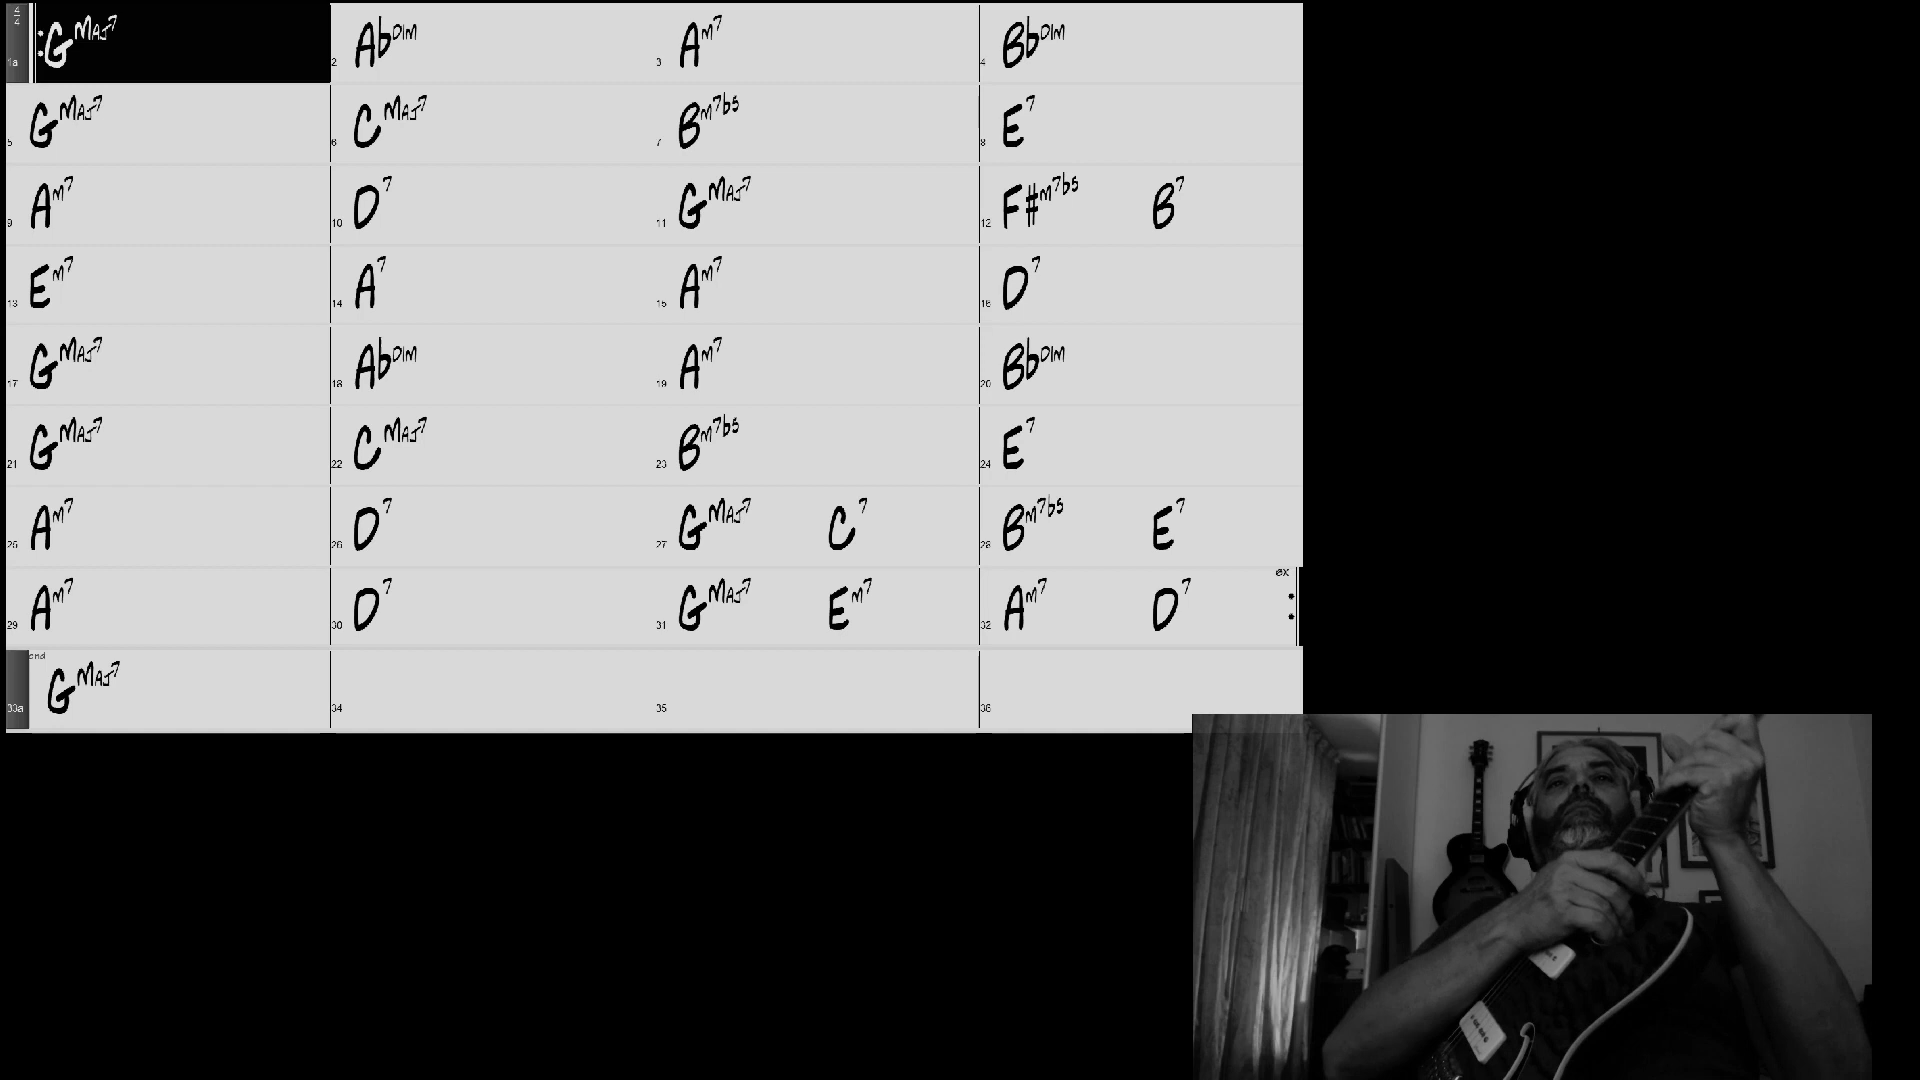 4/4 1a GMAJ7 2 AbDIM 3 AM7 4 BbDIM
5 GMAJ7 6 CMAJ7 7 BM7b5 8 E7
9 AM7 10 D7 11 GMAJ7 12 F#M7b5 B7
13 EM7 14 A7 15 AM7 16 D7
17 GMAJ7 18 AbDIM 19 AM7 20 BbDIM
21 GMAJ7 22 CMAJ7 23 BM7b5 24 E7
25 AM7 26 D7 27 GMAJ7 C7 28 BM7b5 E7
29 AM7 30 D7 31 GMAJ7 EM7 32 AM7 D7
end
33a GMAJ7 34 35 36